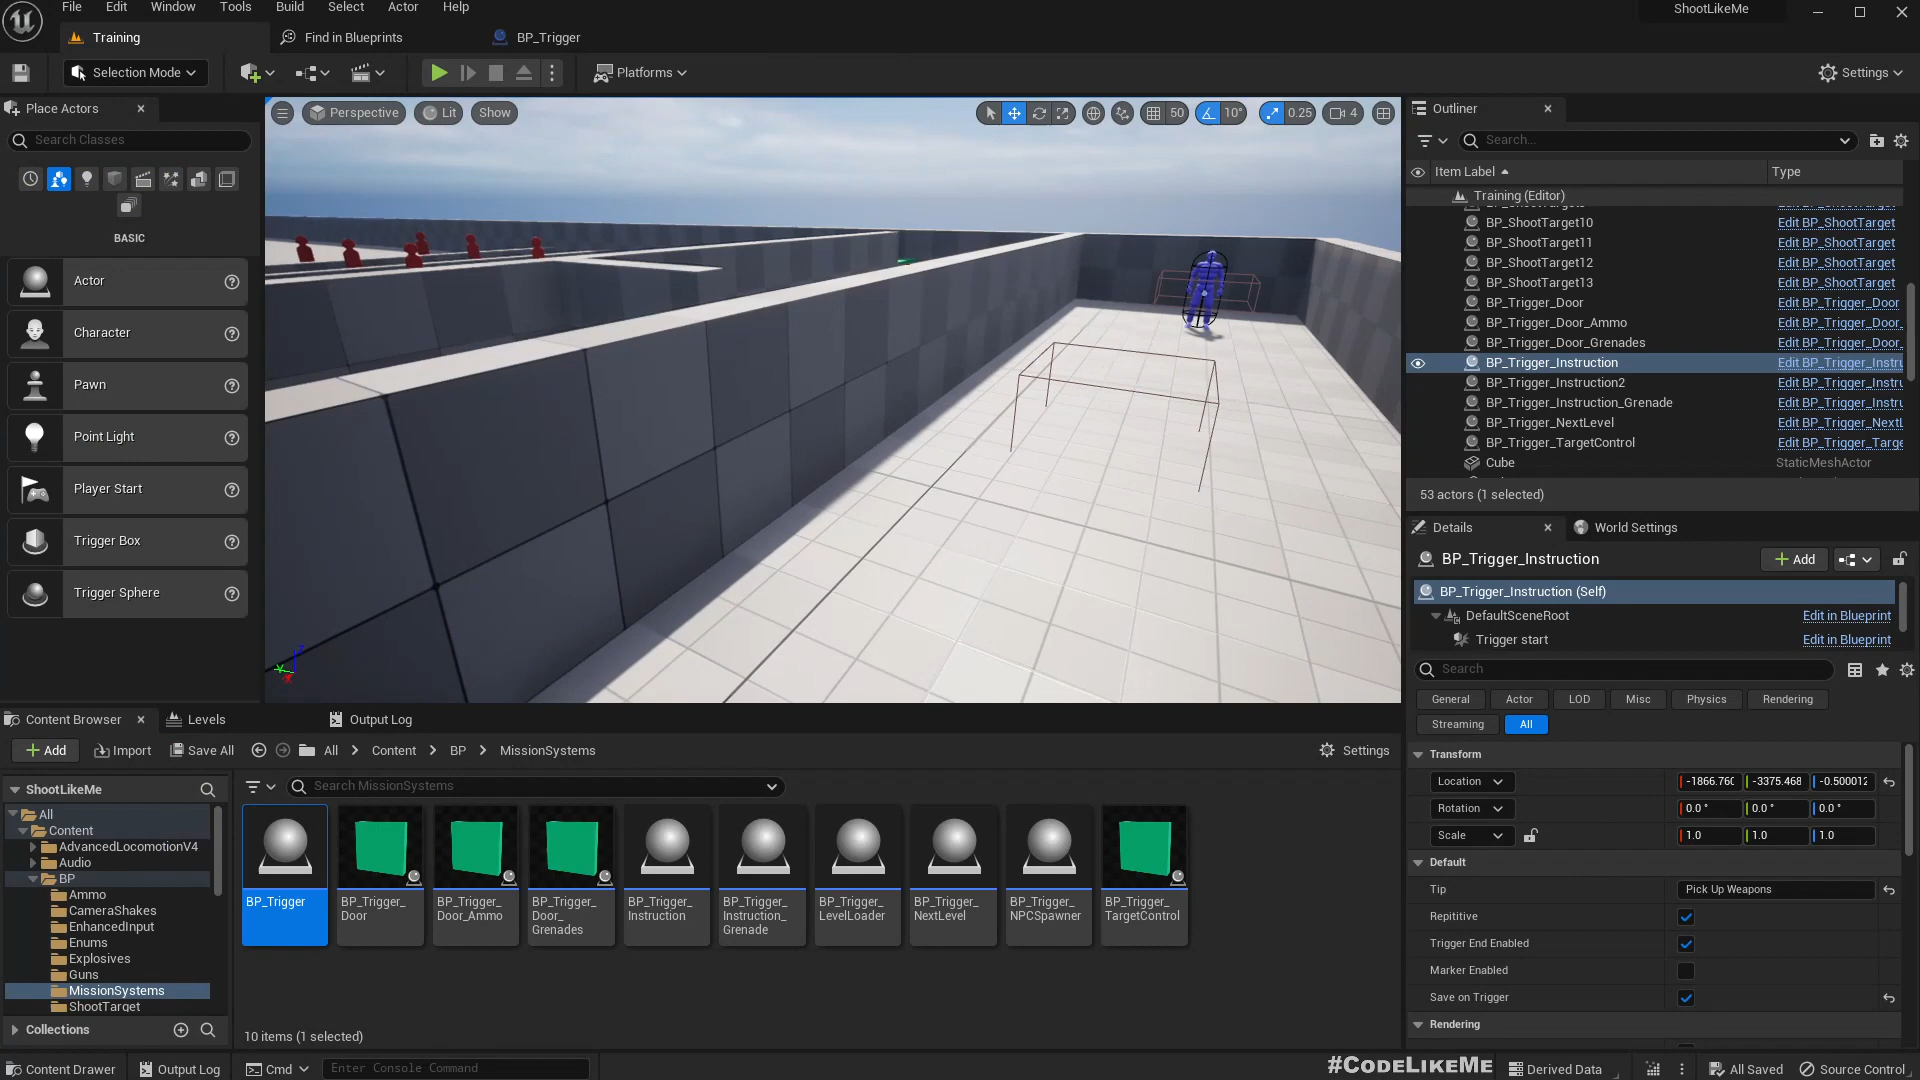 File Edit Window Tools Build Select Actor Help
ShootLikeMe
Training
Find in Blueprints
BP_Trigger
Selection Mode
Platforms
Settings
Place Actors
Search Classes
BASIC
Actor
Character
Pawn
Point Light
Player Start
Trigger Box
Trigger Sphere
Perspective
Lit
Show
50
10°
0.25
4
Outliner
Search...
Item Label
Type
Training (Editor)
BP_ShootTarget10 Edit BP_ShootTarget
BP_ShootTarget11 Edit BP_ShootTarget
BP_ShootTarget12 Edit BP_ShootTarget
BP_ShootTarget13 Edit BP_ShootTarget
BP_Trigger_Door Edit BP_Trigger_Door
BP_Trigger_Door_Ammo Edit BP_Trigger_Door_
BP_Trigger_Door_Grenades Edit BP_Trigger_Door_
BP_Trigger_Instruction Edit BP_Trigger_Instru
BP_Trigger_Instruction2 Edit BP_Trigger_Instru
BP_Trigger_Instruction_Grenade Edit BP_Trigger_Instru
BP_Trigger_NextLevel Edit BP_Trigger_NextL
BP_Trigger_TargetControl Edit BP_Trigger_Targe
Cube StaticMeshActor
53 actors (1 selected)
Details
World Settings
BP_Trigger_Instruction
Add
BP_Trigger_Instruction (Self)
DefaultSceneRoot Edit in Blueprint
Trigger start Edit in Blueprint
Search
General Actor LOD Misc Physics Rendering
Streaming All
Transform
Location -1866.760 -3375.468 -0.500012
Rotation 0.0 ° 0.0 ° 0.0 °
Scale 1.0 1.0 1.0
Default
Tip Pick Up Weapons
Repititive
Trigger End Enabled
Marker Enabled
Save on Trigger
Rendering
Content Browser
Levels
Output Log
Add
Import
Save All
All > Content > BP > MissionSystems
Settings
ShootLikeMe
Search MissionSystems
All
Content
AdvancedLocomotionV4
Audio
BP
Ammo
CameraShakes
EnhancedInput
Enums
Explosives
Guns
MissionSystems
ShootTarget
Collections
BP_Trigger
BP_Trigger_
Door
BP_Trigger_
Door_Ammo
BP_Trigger_
Door_
Grenades
BP_Trigger_
Instruction
BP_Trigger_
Instruction_
Grenade
BP_Trigger_
LevelLoader
BP_Trigger_
NextLevel
BP_Trigger_
NPCSpawner
BP_Trigger_
TargetControl
10 items (1 selected)
Content Drawer
Output Log
Cmd
Enter Console Command
#CODELIKEME
Derived Data
All Saved
Source Control